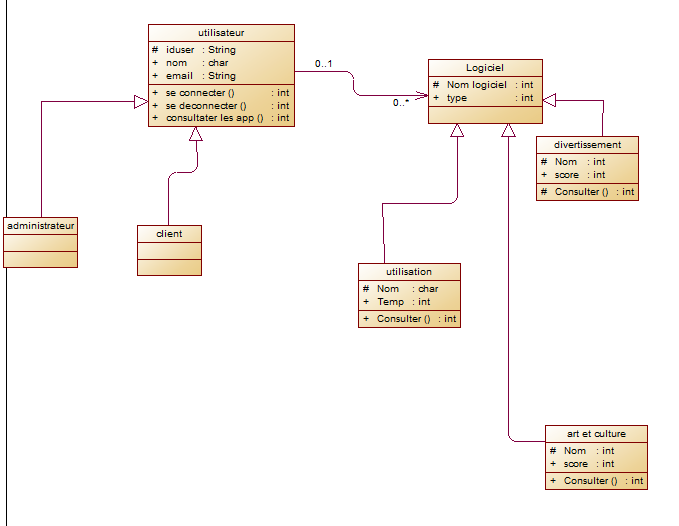 utilisateur
# iduser : String
+ nom : char
+ email : String
+ se connecter () : int
+ se deconnecter () : int
+ consultater les app () : int
0..1
0..*
Logiciel
# Nom logiciel : int
+ type : int
divertissement
# Nom : int
+ score : int
# Consulter () : int
administrateur
client
utilisation
# Nom : char
+ Temp : int
+ Consulter () : int
art et culture
# Nom : int
+ score : int
+ Consulter () : int